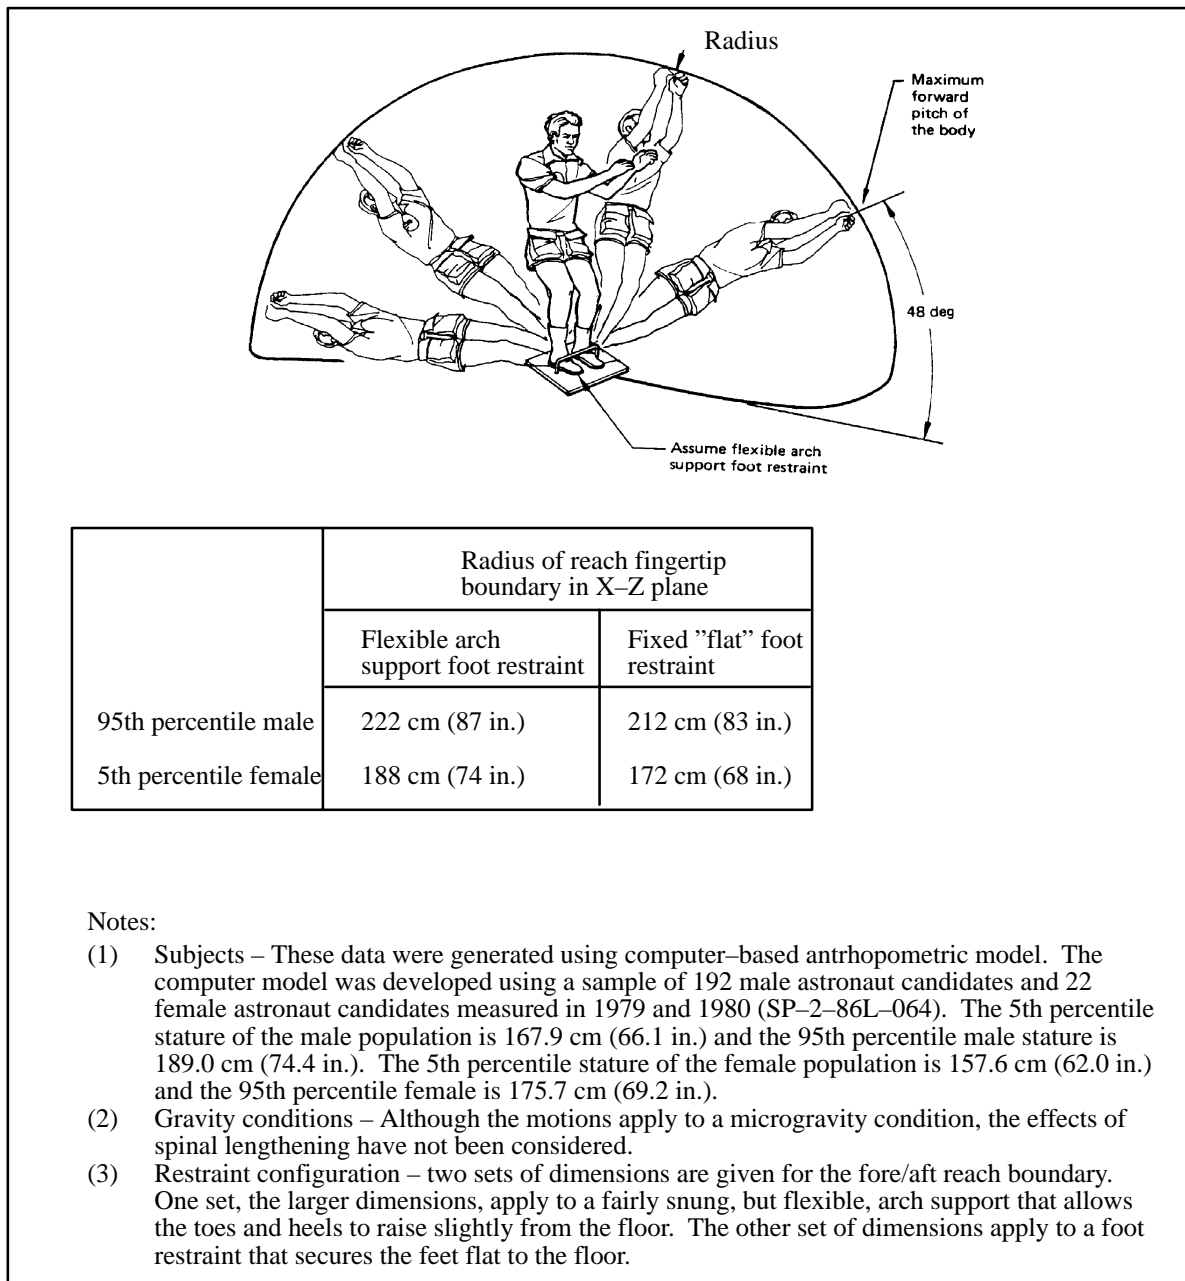 Radius
Maximum
forward
pitch of
the body
48 deg
Assume flexible arch
support foot restraint
Radius of reach fingertip
boundary in X–Z plane
Flexible arch
support foot restraint
Fixed ”flat” foot
restraint
95th percentile male
222 cm (87 in.)
212 cm (83 in.)
5th percentile female
188 cm (74 in.)
172 cm (68 in.)
Notes:
(1) Subjects – These data were generated using computer–based antrhopometric model. The
computer model was developed using a sample of 192 male astronaut candidates and 22
female astronaut candidates measured in 1979 and 1980 (SP–2–86L–064). The 5th percentile
stature of the male population is 167.9 cm (66.1 in.) and the 95th percentile male stature is
189.0 cm (74.4 in.). The 5th percentile stature of the female population is 157.6 cm (62.0 in.)
and the 95th percentile female is 175.7 cm (69.2 in.).
(2) Gravity conditions – Although the motions apply to a microgravity condition, the effects of
spinal lengthening have not been considered.
(3) Restraint configuration – two sets of dimensions are given for the fore/aft reach boundary.
One set, the larger dimensions, apply to a fairly snung, but flexible, arch support that allows
the toes and heels to raise slightly from the floor. The other set of dimensions apply to a foot
restraint that secures the feet flat to the floor.